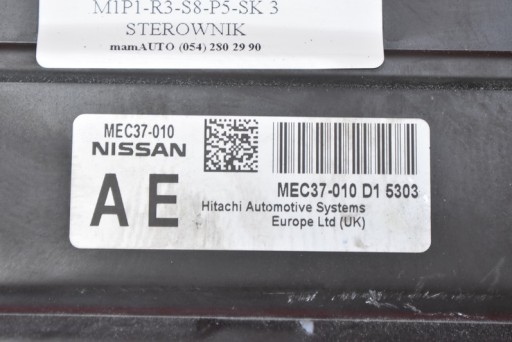 M1P1-R3-S8-P5-SK 3
STEROWNIK
mamAUTO (054) 280 29 90
MEC37-010
NISSAN
AE
MEC37-010 D1 5303
Hitachi Automotive Systems
Europe Ltd (UK)